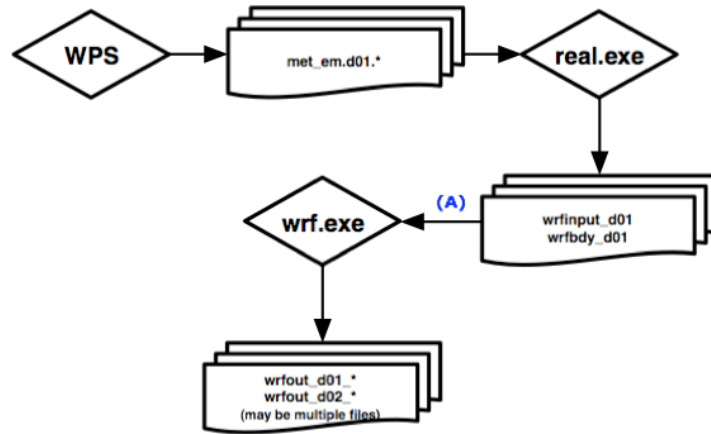 WPS
met_em.d01.*
real.exe
(A)
wrfinput_d01
wrfbdy_d01
wrf.exe
wrfout_d01_*
wrfout_d02_*
(may be multiple files)